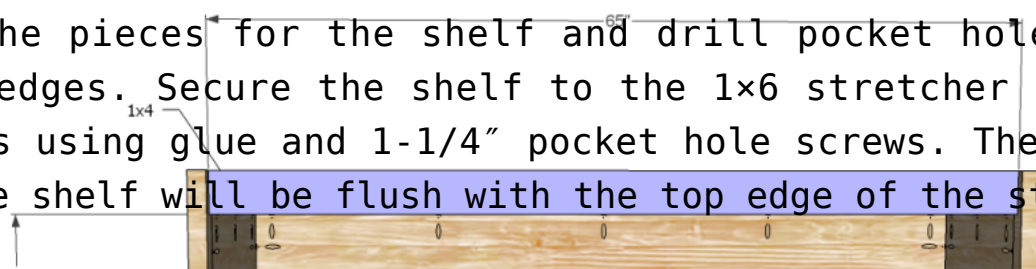 65"
he pieces for the shelf and drill pocket
edges. Secure the shelf to the 1×6 stretcher
1x4
s using glue and 1-1/4″ pocket hole screws. The
e shelf will be flush with the top edge of the